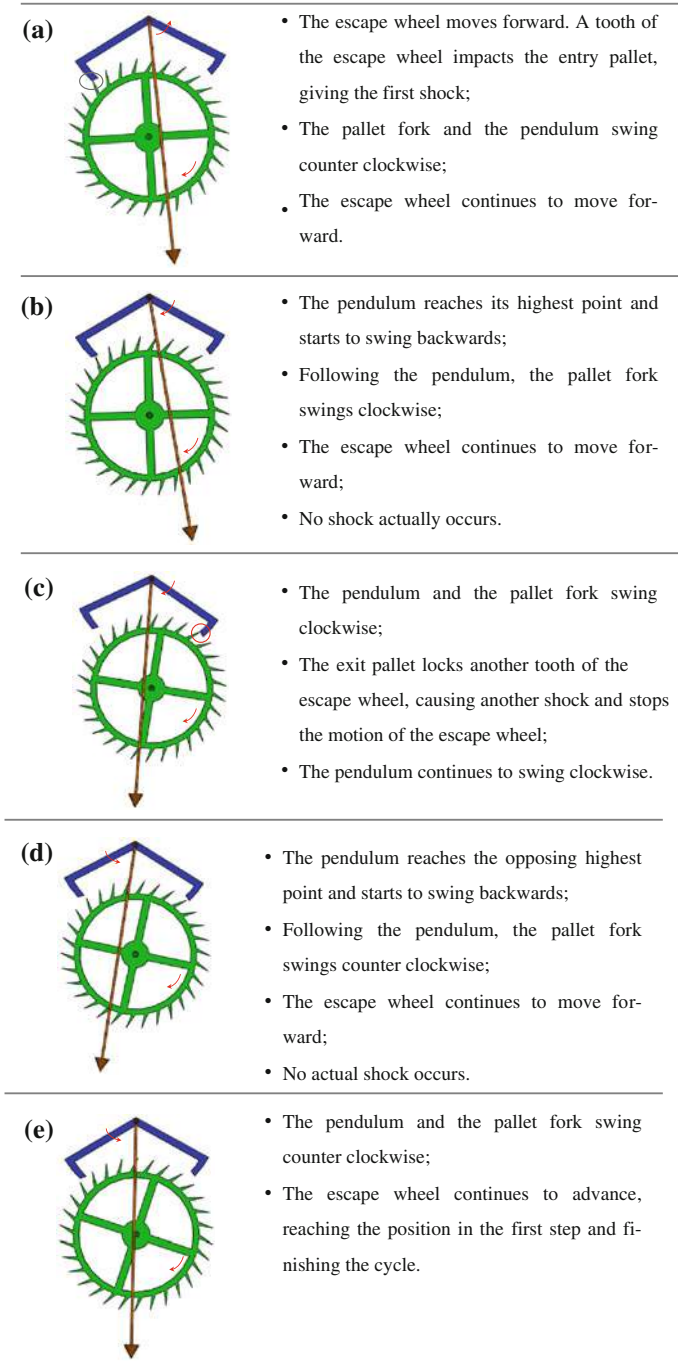 (a)
• The escape wheel moves forward. A tooth of
the escape wheel impacts the entry pallet,
giving the first shock;
• The pallet fork and the pendulum swing
counter clockwise;
• The escape wheel continues to move for-
ward.
(b)
• The pendulum reaches its highest point and
starts to swing backwards;
• Following the pendulum, the pallet fork
swings clockwise;
• The escape wheel continues to move for-
ward;
• No shock actually occurs.
(c)
• The pendulum and the pallet fork swing
clockwise;
• The exit pallet locks another tooth of the
escape wheel, causing another shock and stops
the motion of the escape wheel;
• The pendulum continues to swing clockwise.
(d)
• The pendulum reaches the opposing highest
point and starts to swing backwards;
• Following the pendulum, the pallet fork
swings counter clockwise;
• The escape wheel continues to move for-
ward;
• No actual shock occurs.
(e)
• The pendulum and the pallet fork swing
counter clockwise;
• The escape wheel continues to advance,
reaching the position in the first step and fi-
nishing the cycle.